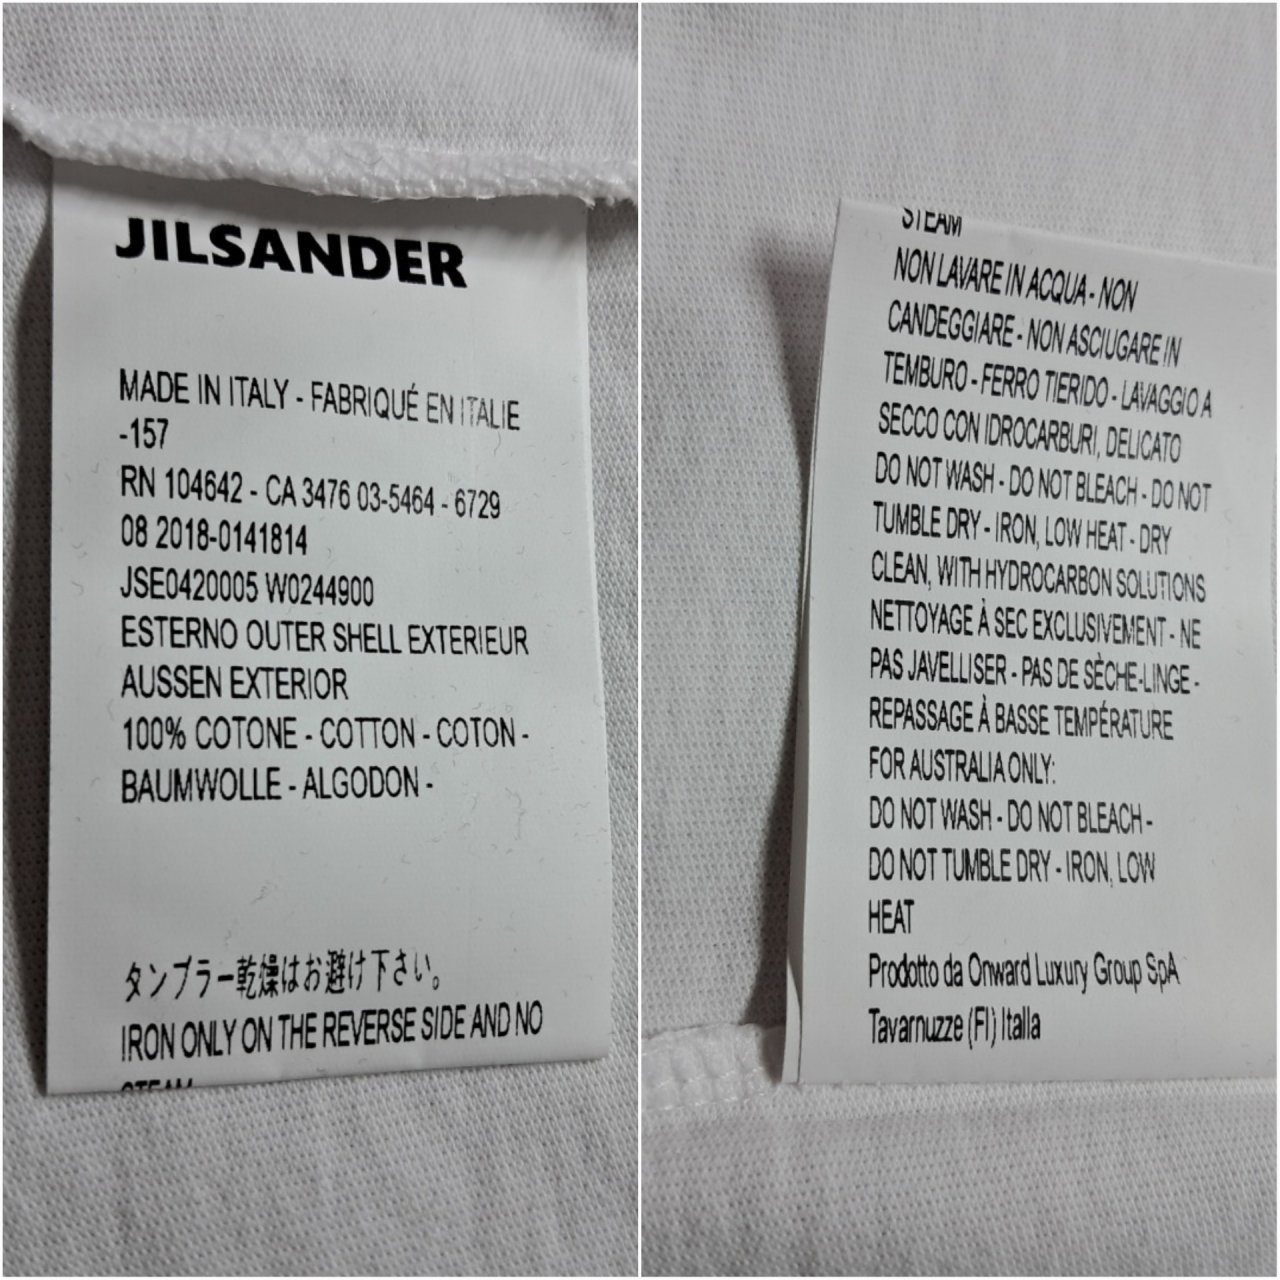 JILSANDER
MADE IN ITALY - FABRIQUÉ EN ITALIE
-157
RN 104642 - CA 3476 03-5464 - 6729
08 2018-0141814
JSE0420005 W0244900
ESTERNO OUTER SHELL EXTERIEUR
AUSSEN EXTERIOR
100% COTONE - COTTON - COTON -
BAUMWOLLE - ALGODON -
タンブラー乾燥はお避け下さい。
IRON ONLY ON THE REVERSE SIDE AND NO
STEAM
STEAM
NON LAVARE IN ACQUA - NON
CANDEGGIARE - NON ASCIUGARE IN
TEMBURO - FERRO TIERIDO - LAVAGGIO A
SECCO CON IDROCARBURI, DELICATO
DO NOT WASH - DO NOT BLEACH - DO NOT
TUMBLE DRY - IRON, LOW HEAT - DRY
CLEAN, WITH HYDROCARBON SOLUTIONS
NETTOYAGE À SEC EXCLUSIVEMENT - NE
PAS JAVELLISER - PAS DE SÈCHE-LINGE -
REPASSAGE À BASSE TEMPÉRATURE
FOR AUSTRALIA ONLY:
DO NOT WASH - DO NOT BLEACH -
DO NOT TUMBLE DRY - IRON, LOW
HEAT
Prodotto da Onward Luxury Group SpA
Tavarnuzze (FI) Italia